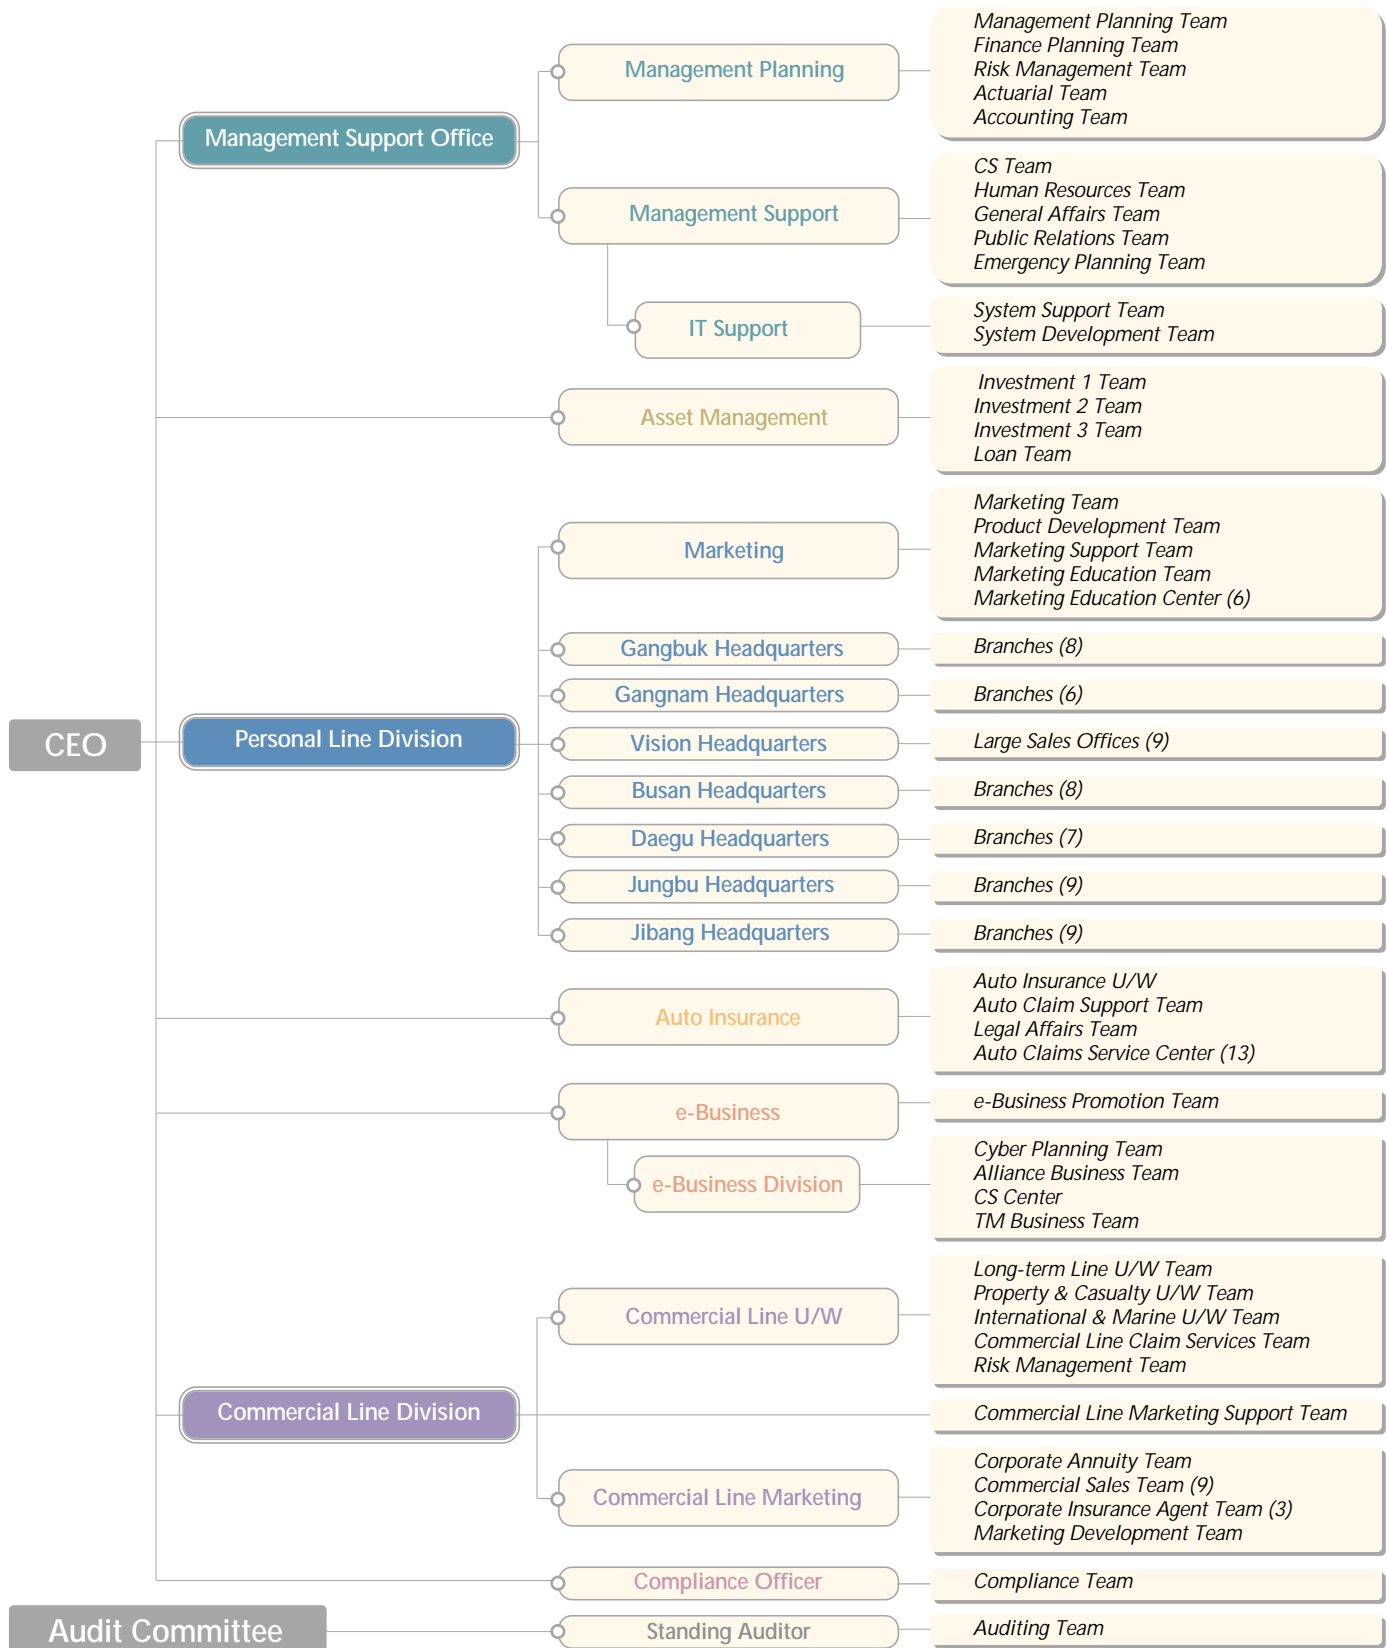 Management Planning Team
Finance Planning Team
Management Planning
Risk Management Team
Actuarial Team
Accounting Team
Management Support Office
CS Team
Human Resources Team
Management Support
General Affairs Team
Public Relations Team
Emergency Planning Team
System Support Team
IT Support
System Development Team
Investment 1 Team
Asset Management
Investment 2 Team
Investment 3 Team
Loan Team
Marketing Team
Product Development Team
Marketing
Marketing Support Team
Marketing Education Team
Marketing Education Center (6)
Gangbuk Headquarters
Branches (8)
Gangnam Headquarters
Branches (6)
CEO
Personal Line Division
Vision Headquarters
Large Sales Offices (9)
Busan Headquarters
Branches (8)
Daegu Headquarters
Branches (7)
Jungbu Headquarters
Branches (9)
Jibang Headquarters
Branches (9)
Auto Insurance U/W
Auto Claim Support Team
Auto Insurance
Legal Affairs Team
Auto Claims Service Center (13)
e-Business
e-Business Promotion Team
Cyber Planning Team
Alliance Business Team
e-Business Division
CS Center
TM Business Team
Long-term Line U/W Team
Property & Casualty U/W Team
Commercial Line U/W
International & Marine U/W Team
Commercial Line Claim Services Team
Risk Management Team
Commercial Line Division
Commercial Line Marketing Support Team
Corporate Annuity Team
Commercial Sales Team (9)
Commercial Line Marketing
Corporate Insurance Agent Team (3)
Marketing Development Team
Compliance Officer
Compliance Team
Audit Committee
Standing Auditor
Auditing Team